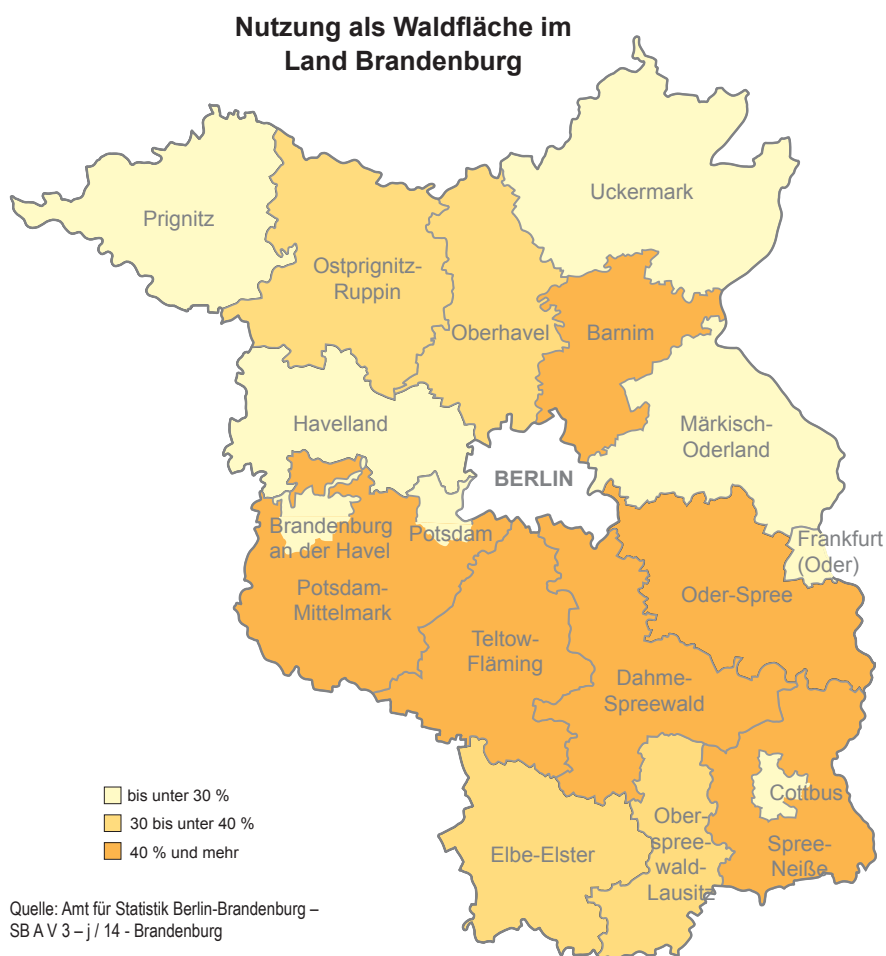 Nutzung als Waldfläche im
Land Brandenburg
Uckermark
Prignitz
Ostprignitz-
Ruppin
Oberhavel
Barnim
Havelland
Märkisch-
Oderland
BERLIN
Brandenburg
an der Havel
Potsdam
Frankfurt
(Oder)
Potsdam-
Mittelmark
Oder-Spree
Teltow-
Fläming
Dahme-
Spreewald
Cottbus
Ober-
spree-
wald-
Lausitz
Spree-
Neiße
Elbe-Elster
bis unter 30 %
30 bis unter 40 %
40 % und mehr
Quelle: Amt für Statistik Berlin-Brandenburg –
SB A V 3 – j / 14 - Brandenburg